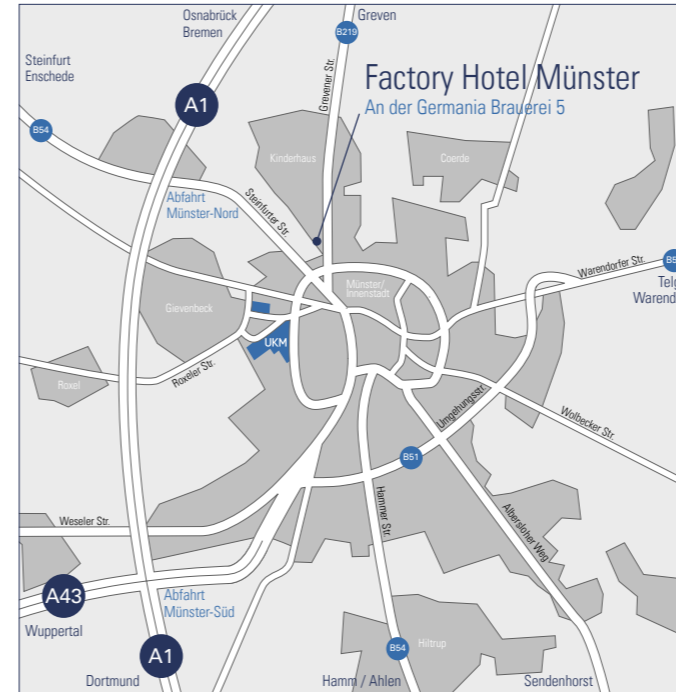 Osnabrück
Bremen
Greven
B219
Steinfurt
Enschede
Factory Hotel Münster
An der Germania Brauerei 5
A1
Grevener Str.
B54
Kinderhaus
Coerde
Abfahrt
Münster-Nord
Steinfurter Str.
Warendorfer Str.
Münster/
Innenstadt
Gievenbeck
UKM
Roxeler Str.
Roxel
Umgehungsstr.
Wolbecker Str.
B51
Weseler Str.
Hammer Str.
Albersloher Weg
A43
Abfahrt
Münster-Süd
Wuppertal
A1
B54
Hiltrup
Dortmund
Hamm / Ahlen
Sendenhorst